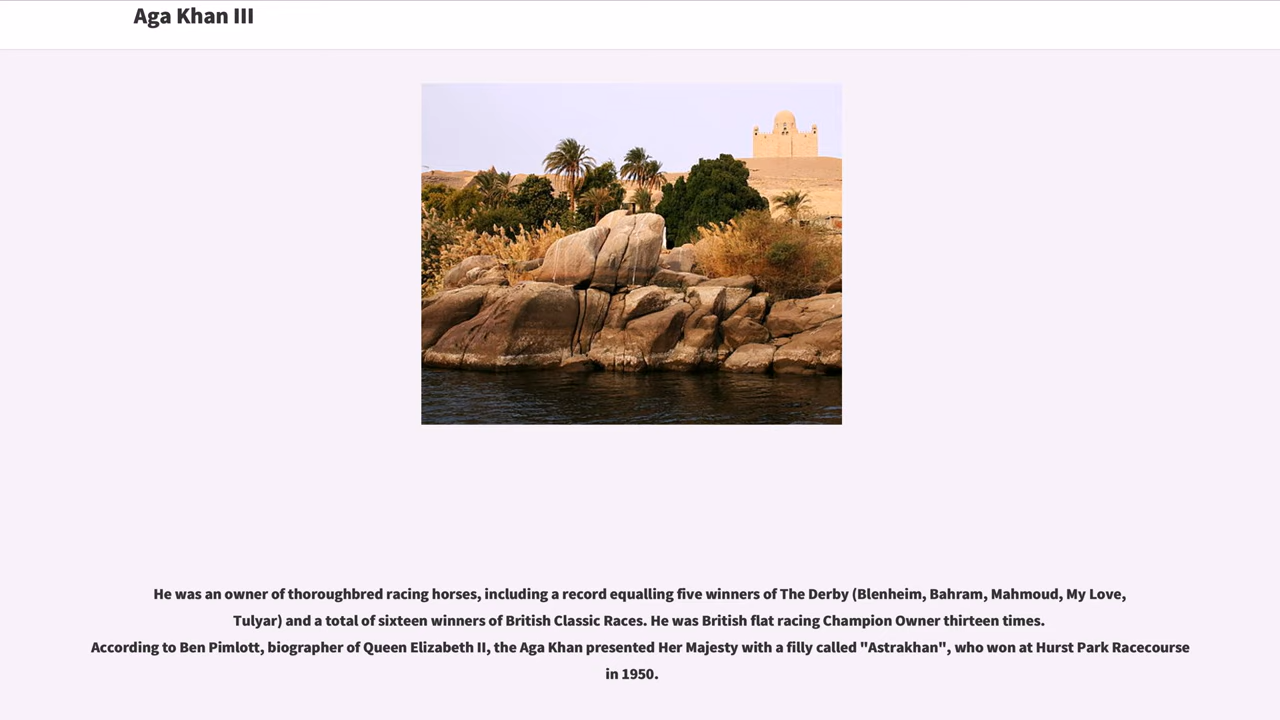 Aga Khan III
He was an owner of thoroughbred racing horses, including a record equalling five winners of The Derby (Blenheim, Bahram, Mahmoud, My Love,
Tulyar) and a total of sixteen winners of British Classic Races. He was British flat racing Champion Owner thirteen times.
According to Ben Pimlott, biographer of Queen Elizabeth II, the Aga Khan presented Her Majesty with a filly called "Astrakhan", who won at Hurst Park Racecourse
in 1950.